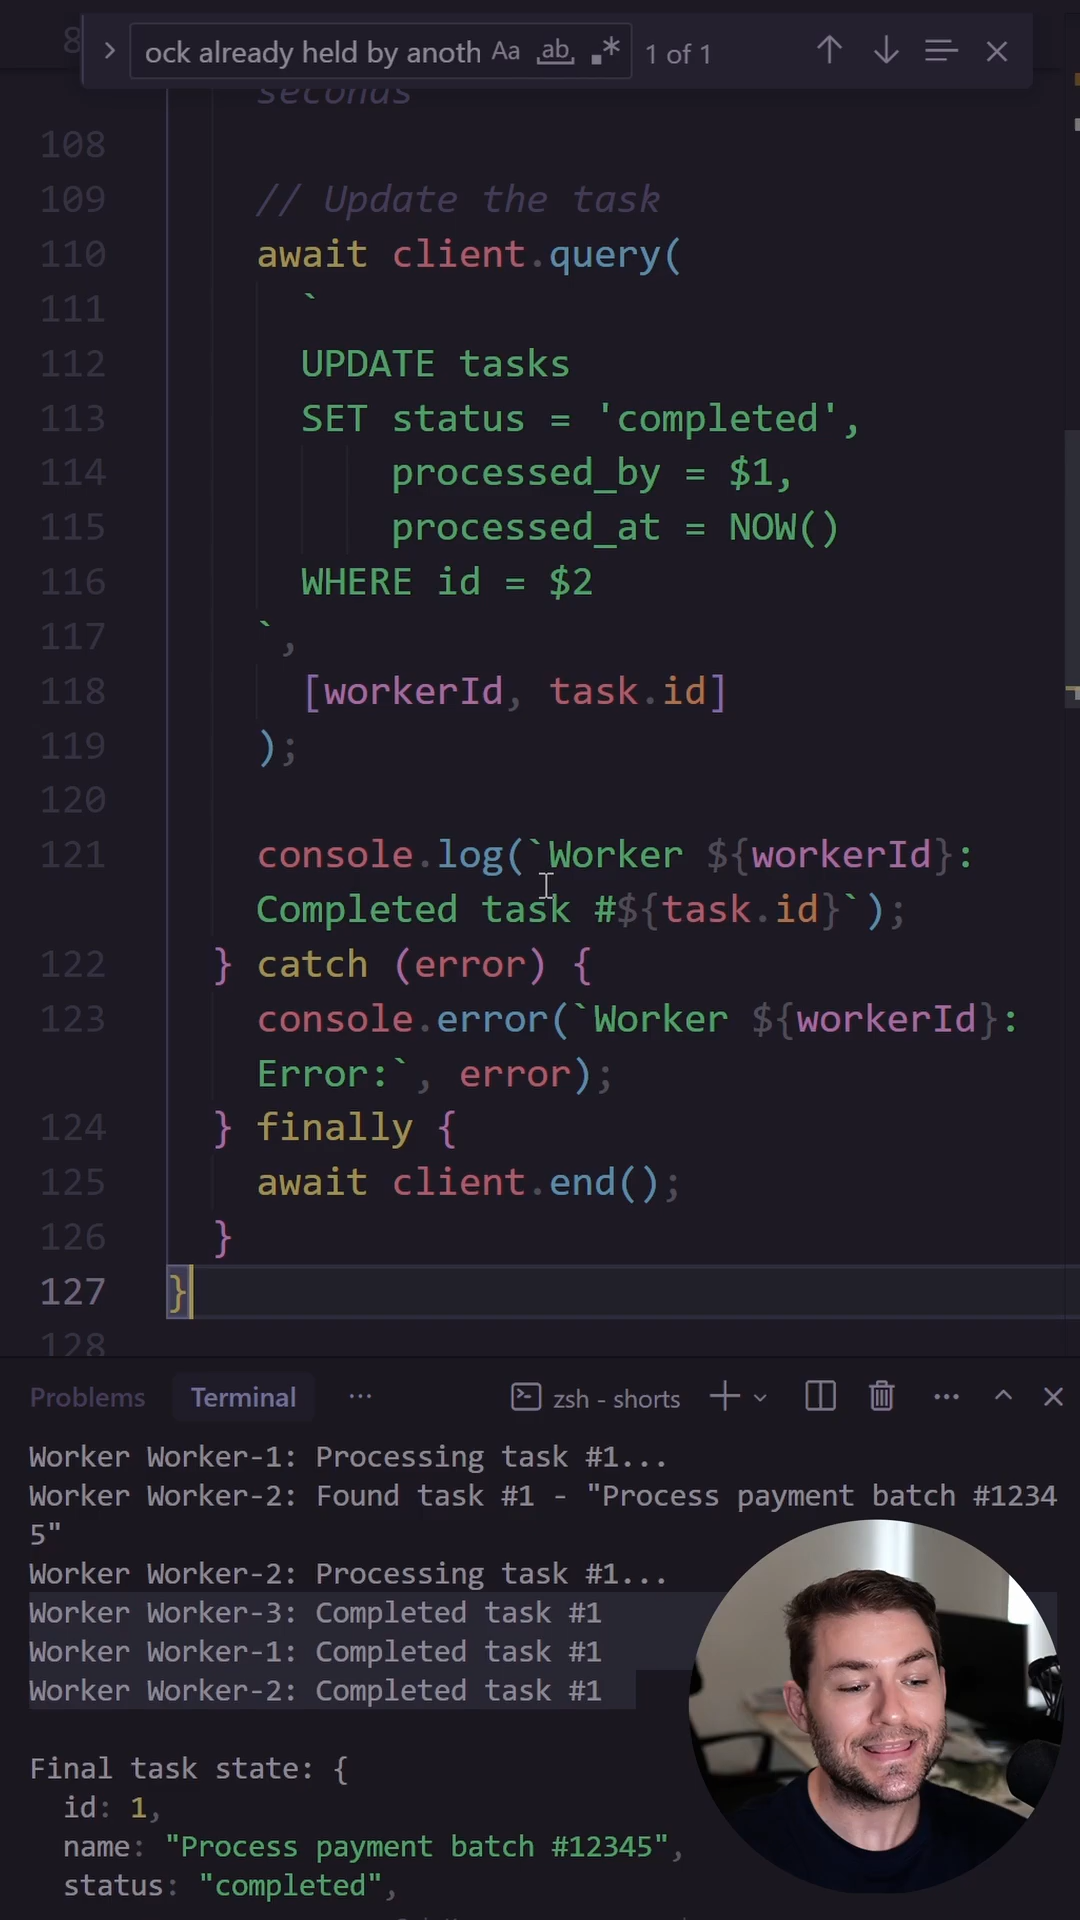 ock already held by anoth Aa ab 1 of 1
seconds
108
109 // Update the task
110 await client.query(
111 `
112 UPDATE tasks
113 SET status = 'completed',
114 processed_by = $1,
115 processed_at = NOW()
116 WHERE id = $2
117 `,
118 [workerId, task.id]
119 );
120
121 console.log(`Worker ${workerId}:
Completed task #${task.id}`);
122 } catch (error) {
123 console.error(`Worker ${workerId}:
Error:`, error);
124 } finally {
125 await client.end();
126 }
127 }
128
Problems Terminal ··· zsh - shorts
Worker Worker-1: Processing task #1...
Worker Worker-2: Found task #1 - "Process payment batch #1234
5"
Worker Worker-2: Processing task #1...
Worker Worker-3: Completed task #1
Worker Worker-1: Completed task #1
Worker Worker-2: Completed task #1
Final task state: {
id: 1,
name: "Process payment batch #12345",
status: "completed",